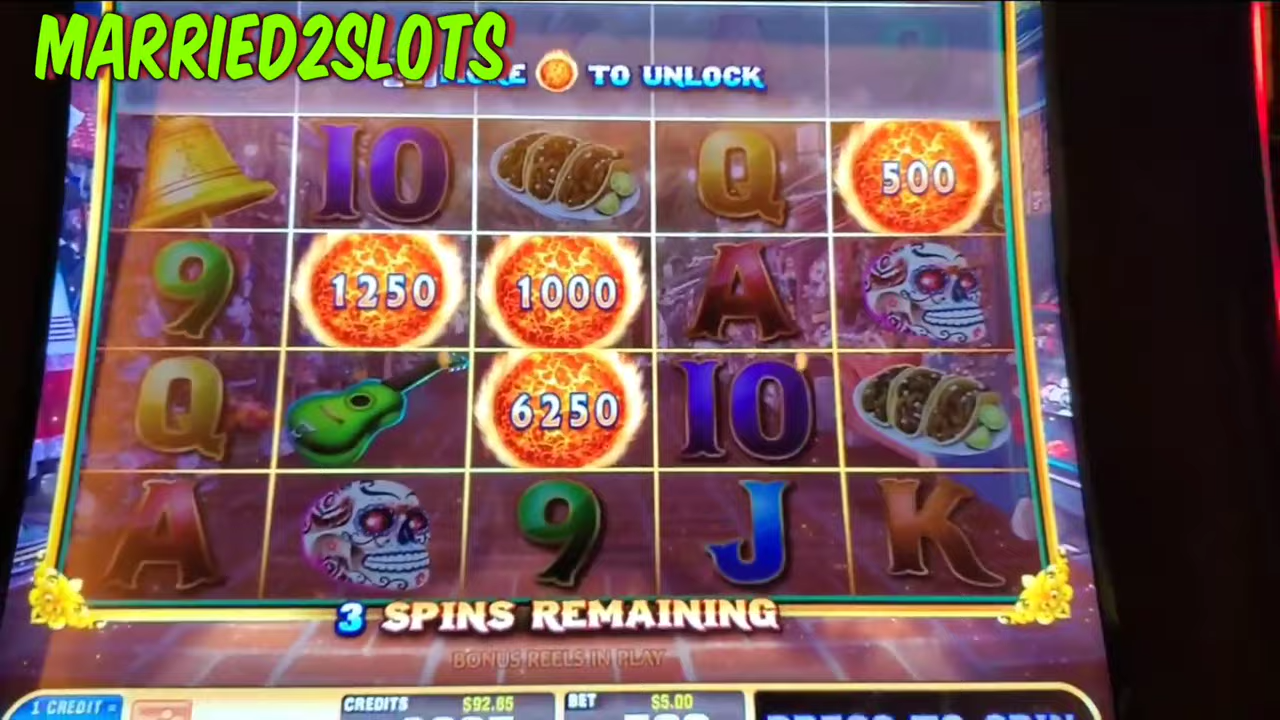 MARRIED2SLOTS
TO UNLOCK
10 Q 500
9 1250 1000 A
Q 6250 10
A 9 J K
3 SPINS REMAINING
BONUS REELS IN PLAY
1 CREDIT =
CREDITS $92.65 BET $5.00